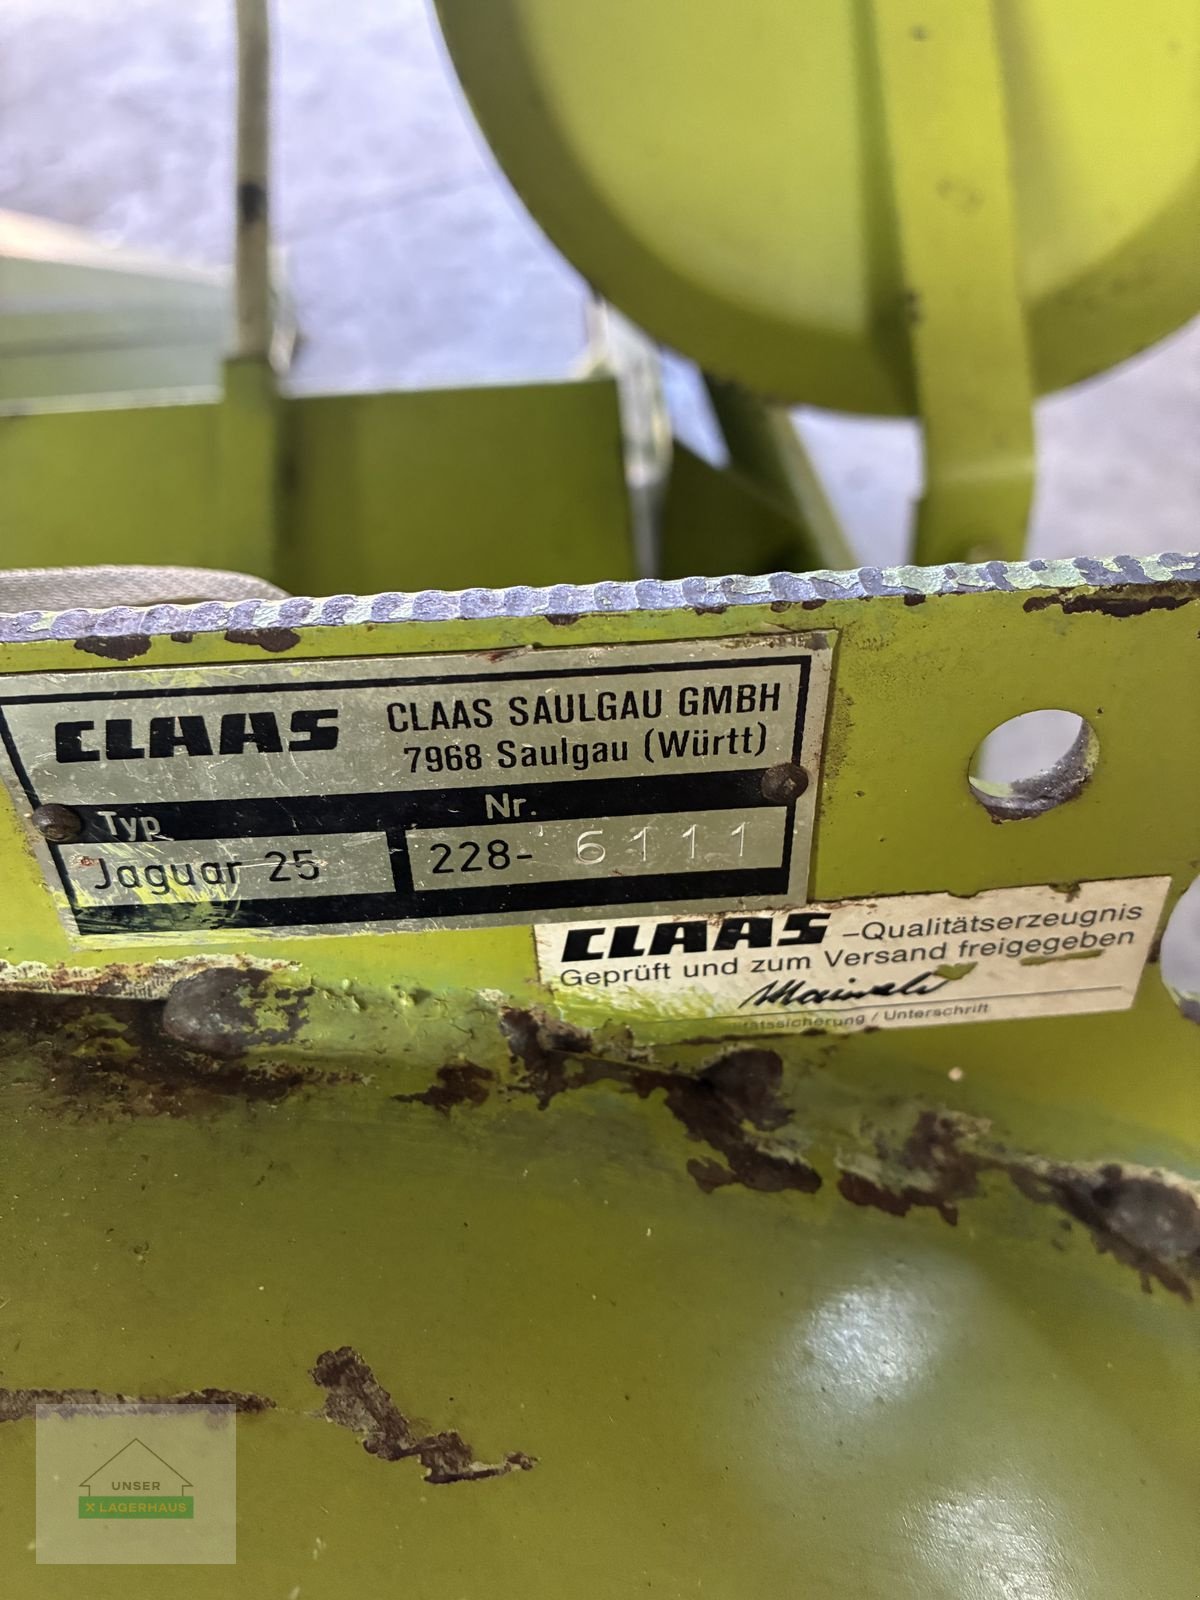 CLAAS
CLAAS SAULGAU GMBH
7968 Saulgau (Württ)
Typ
Nr.
Jaguar 25
228- 6111
CLAAS -Qualitätserzeugnis
Geprüft und zum Versand freigegeben
/ Unterschrift
UNSER
X LAGERHAUS